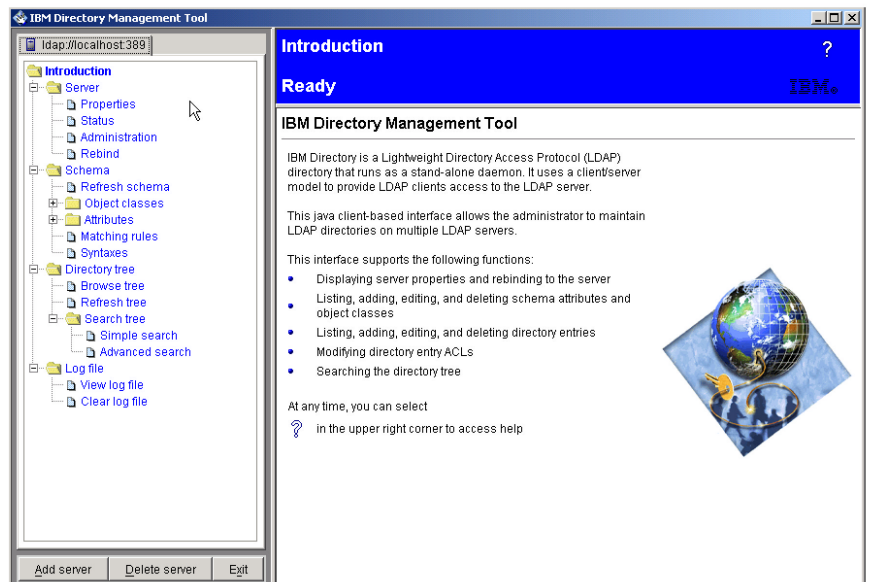 IBM Directory Management Tool
ldap://localhost:389
Introduction
Server
Properties
Status
Administration
Rebind
Schema
Refresh schema
Object classes
Attributes
Matching rules
Syntaxes
Directory tree
Browse tree
Refresh tree
Search tree
Simple search
Advanced search
Log file
View log file
Clear log file
Add server
Delete server
Exit
Introduction
?
Ready
IBM
IBM Directory Management Tool
IBM Directory is a Lightweight Directory Access Protocol (LDAP)
directory that runs as a stand-alone daemon. It uses a client/server
model to provide LDAP clients access to the LDAP server.
This java client-based interface allows the administrator to maintain
LDAP directories on multiple LDAP servers.
This interface supports the following functions:
Displaying server properties and rebinding to the server
Listing, adding, editing, and deleting schema attributes and
object classes
Listing, adding, editing, and deleting directory entries
Modifying directory entry ACLs
Searching the directory tree
At any time, you can select
? in the upper right corner to access help